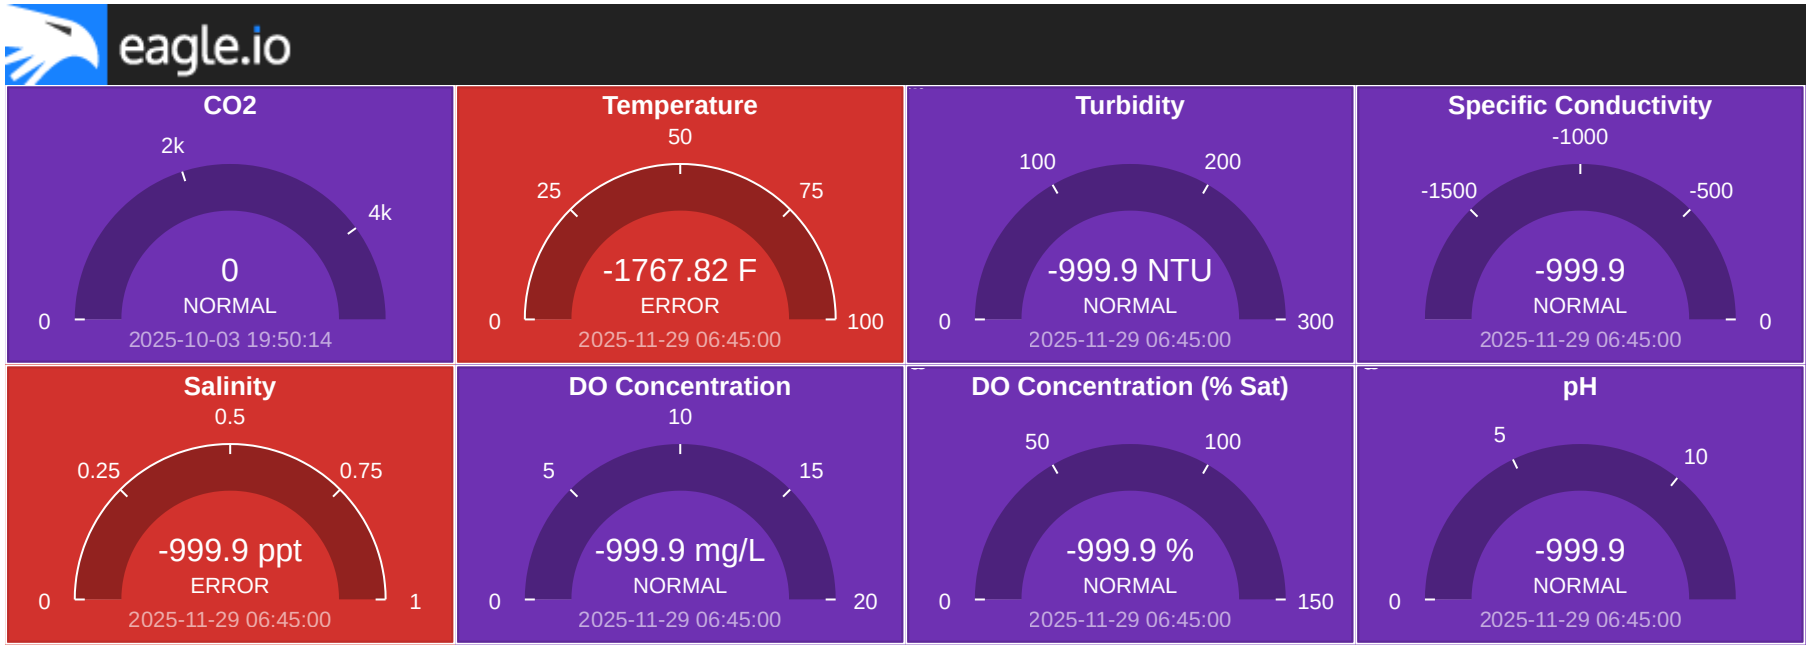 eagle.io
CO2
2k
4k
0
NORMAL
0
2025-10-03 19:50:14
Temperature
50
25
75
-1767.82 F
ERROR
0
100
2025-11-29 06:45:00
Turbidity
100
200
-999.9 NTU
NORMAL
0
300
2025-11-29 06:45:00
Specific Conductivity
-1000
-1500
-500
-999.9
NORMAL
0
2025-11-29 06:45:00
Salinity
0.5
0.25
0.75
-999.9 ppt
ERROR
0
1
2025-11-29 06:45:00
DO Concentration
10
5
15
-999.9 mg/L
NORMAL
0
20
2025-11-29 06:45:00
DO Concentration (% Sat)
50
100
-999.9 %
NORMAL
0
150
2025-11-29 06:45:00
pH
5
10
-999.9
NORMAL
0
2025-11-29 06:45:00